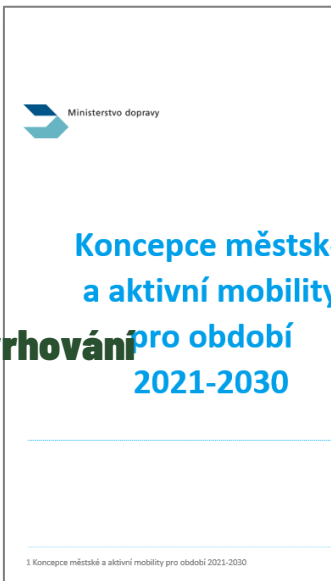 Ministerstvo dopravy
Koncepce městsk
a aktivní mobility
pro období
rhování
2021-2030
1 Koncepce městské a aktivní mobility pro období 2021-2030